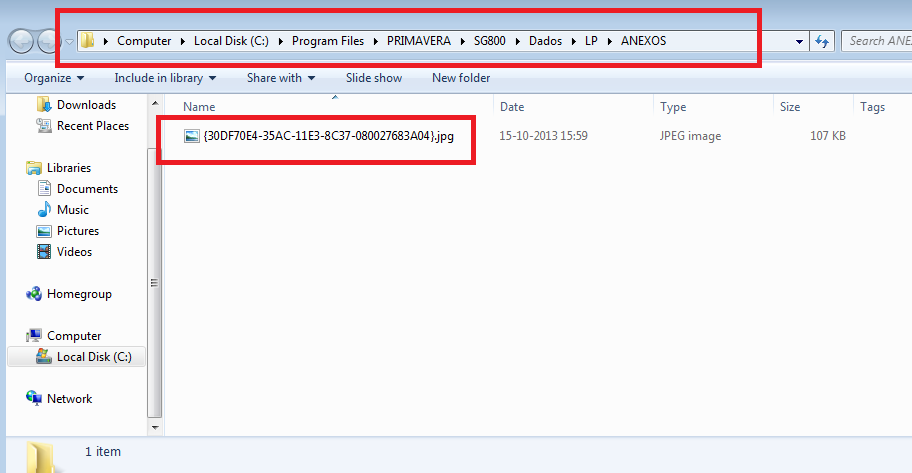 Computer Local Disk (C:) Program Files PRIMAVERA SG800 Dados LP ANEXOS
Search ANE
Organize Include in library Share with Slide show New folder
Downloads
Recent Places
Libraries
Documents
Music
Pictures
Videos
Homegroup
Computer
Local Disk (C:)
Network
Name Date Type Size Tags
{30DF70E4-35AC-11E3-8C37-080027683A04}.jpg 15-10-2013 15:59 JPEG image 107 KB
1 item